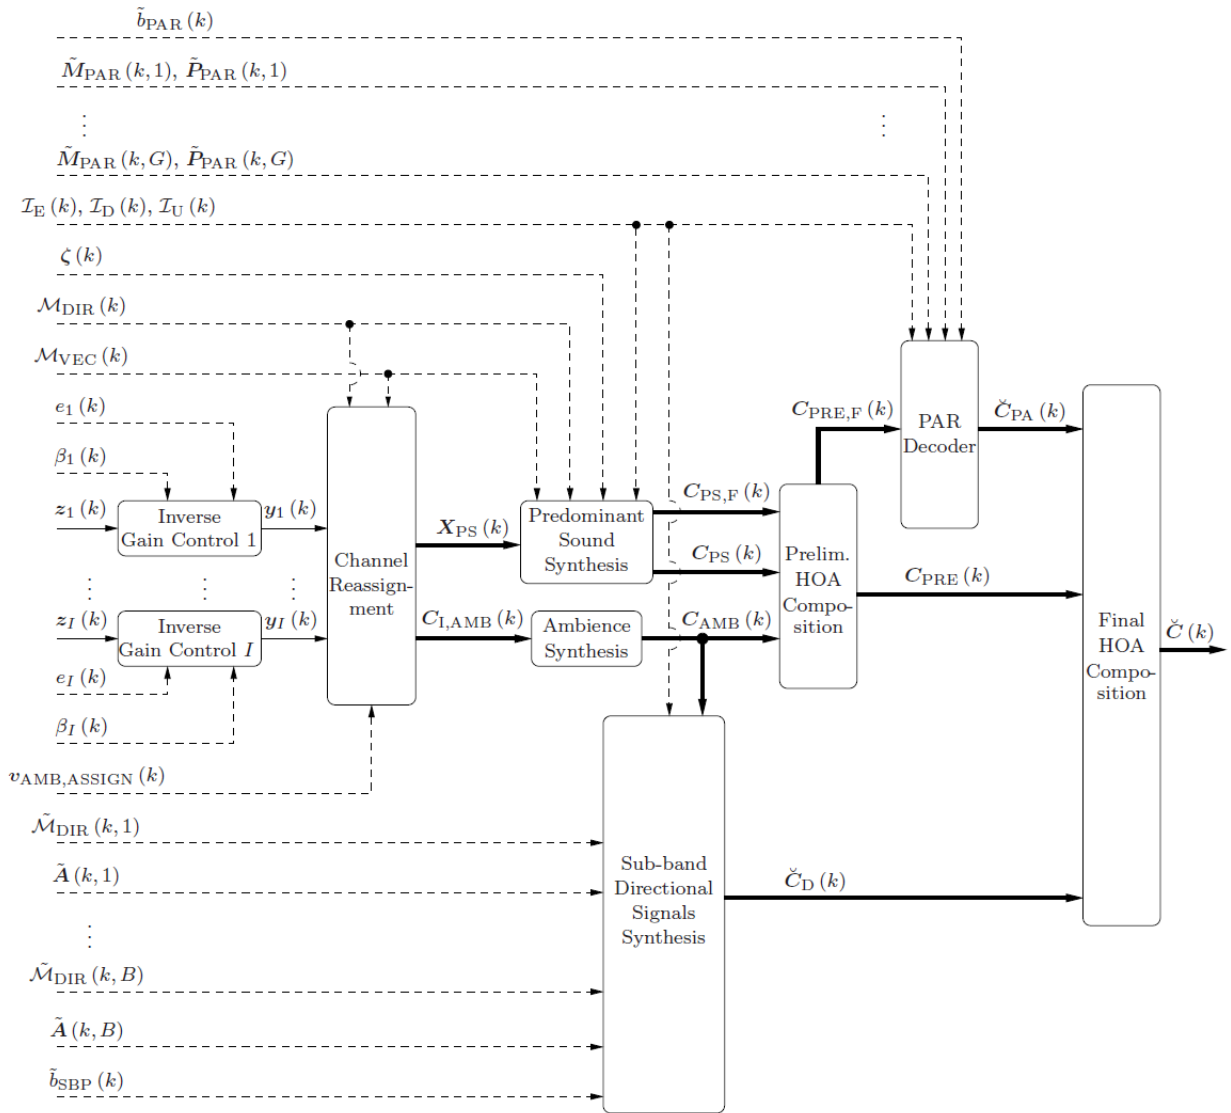 b̃PAR (k)
M̃PAR (k, 1), P̃PAR (k, 1)
⋮ ⋮
M̃PAR (k, G), P̃PAR (k, G)
ℐE (k), ℐD (k), ℐU (k)
ζ (k)
ℳDIR (k)
ℳVEC (k)
e1 (k)
β1 (k)
z1 (k)
Inverse
Gain Control 1
y1 (k)
⋮ ⋮ ⋮
zI (k)
Inverse
Gain Control I
yI (k)
eI (k)
βI (k)
vAMB,ASSIGN (k)
Channel
Reassign-
ment
XPS (k)
CI,AMB (k)
Predominant
Sound
Synthesis
Ambience
Synthesis
CPS,F (k)
CPS (k)
CAMB (k)
Prelim.
HOA
Compo-
sition
CPRE,F (k)
PAR
Decoder
C̆PA (k)
CPRE (k)
Final
HOA
Compo-
sition
C̆ (k)
ℳ̃DIR (k, 1)
Ã (k, 1)
⋮
ℳ̃DIR (k, B)
Ã (k, B)
b̃SBP (k)
Sub-band
Directional
Signals
Synthesis
C̆D (k)